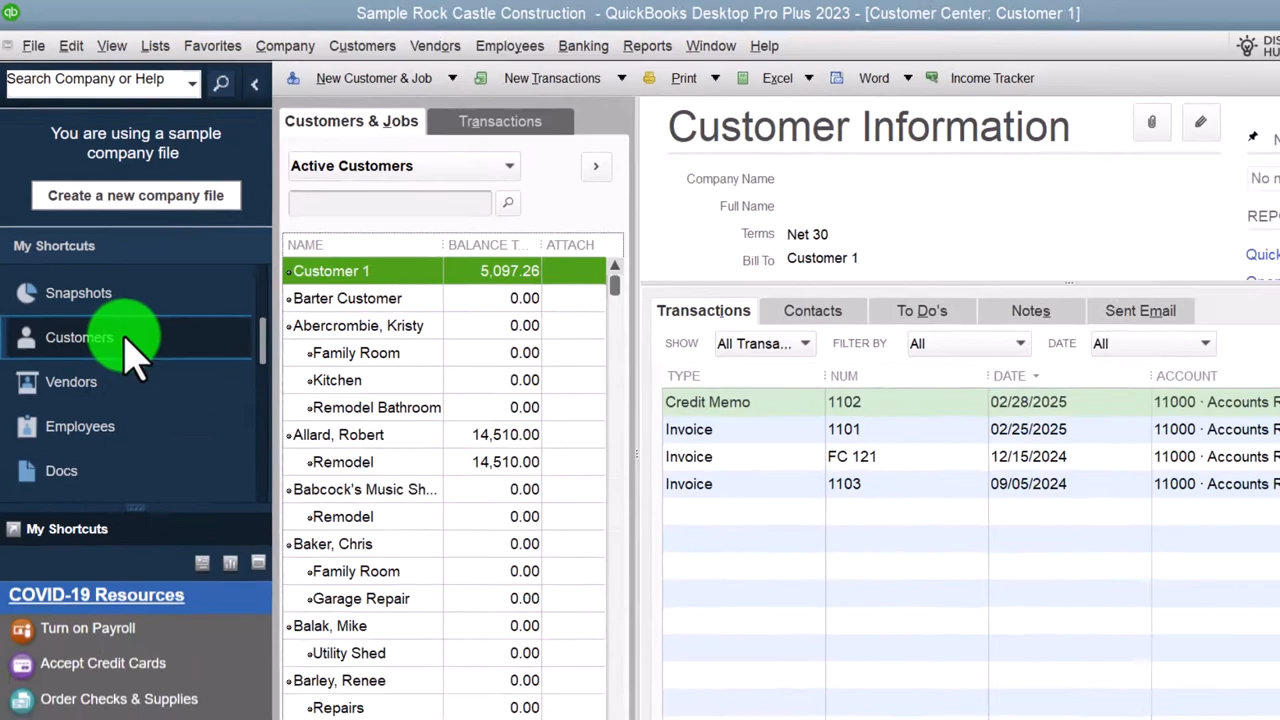 Sample Rock Castle Construction - QuickBooks Desktop Pro Plus 2023 - [Customer Center: Customer 1]
File Edit View Lists Favorites Company Customers Vendors Employees Banking Reports Window Help
Search Company or Help
New Customer & Job New Transactions Print Excel Word Income Tracker
You are using a sample
company file
Create a new company file
My Shortcuts
Snapshots
Customers
Vendors
Employees
Docs
My Shortcuts
COVID-19 Resources
Turn on Payroll
Accept Credit Cards
Order Checks & Supplies
Customers & Jobs Transactions
Active Customers
NAME BALANCE T... ATTACH
Customer 1 5,097.26
Barter Customer 0.00
Abercrombie, Kristy 0.00
Family Room 0.00
Kitchen 0.00
Remodel Bathroom 0.00
Allard, Robert 14,510.00
Remodel 14,510.00
Babcock's Music Sh... 0.00
Remodel 0.00
Baker, Chris 0.00
Family Room 0.00
Garage Repair 0.00
Balak, Mike 0.00
Utility Shed 0.00
Barley, Renee 0.00
Repairs 0.00
Customer Information
Company Name
Full Name
Terms Net 30
Bill To Customer 1
No
REP
Quic
Transactions Contacts To Do's Notes Sent Email
SHOW All Transa... FILTER BY All DATE All
TYPE NUM DATE ACCOUNT
Credit Memo 1102 02/28/2025 11000 · Accounts R
Invoice 1101 02/25/2025 11000 · Accounts R
Invoice FC 121 12/15/2024 11000 · Accounts R
Invoice 1103 09/05/2024 11000 · Accounts R